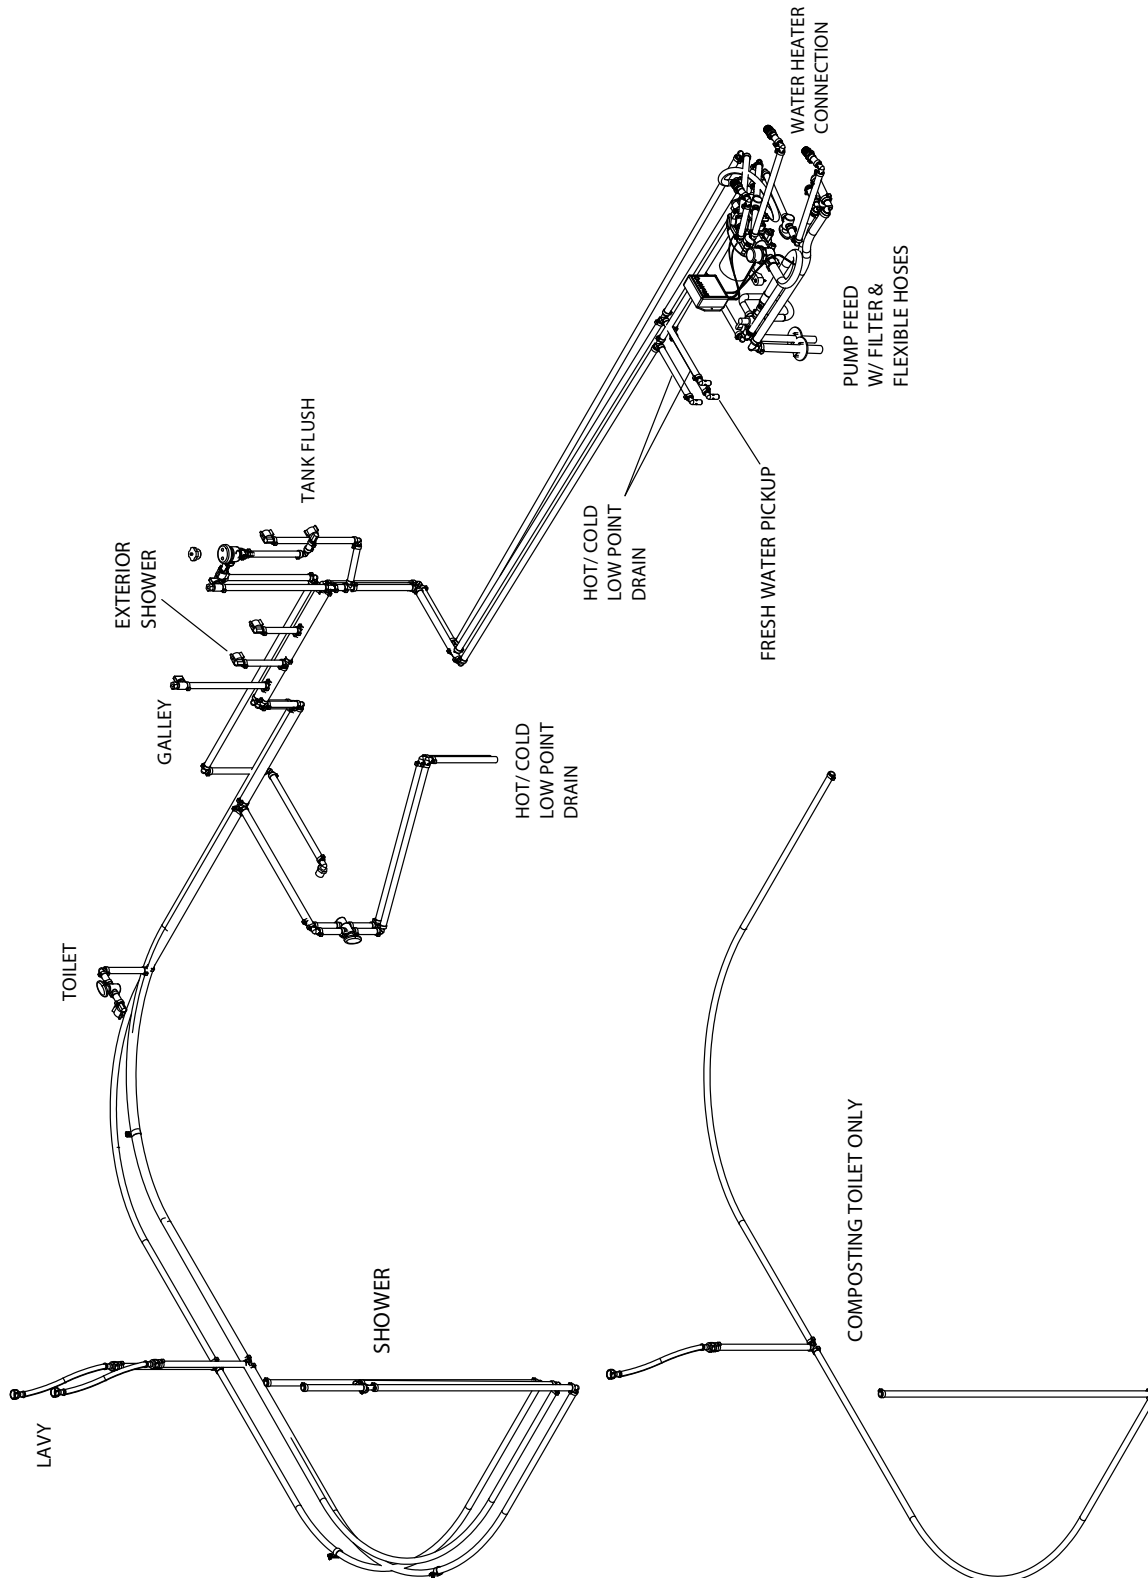 WATER HEATER
CONNECTION
PUMP FEED
W/ FILTER &
FLEXIBLE HOSES
TANK FLUSH
EXTERIOR
SHOWER
HOT/ COLD
LOW POINT
DRAIN
FRESH WATER PICKUP
GALLEY
HOT/ COLD
LOW POINT
DRAIN
TOILET
COMPOSTING TOILET ONLY
SHOWER
LAVY